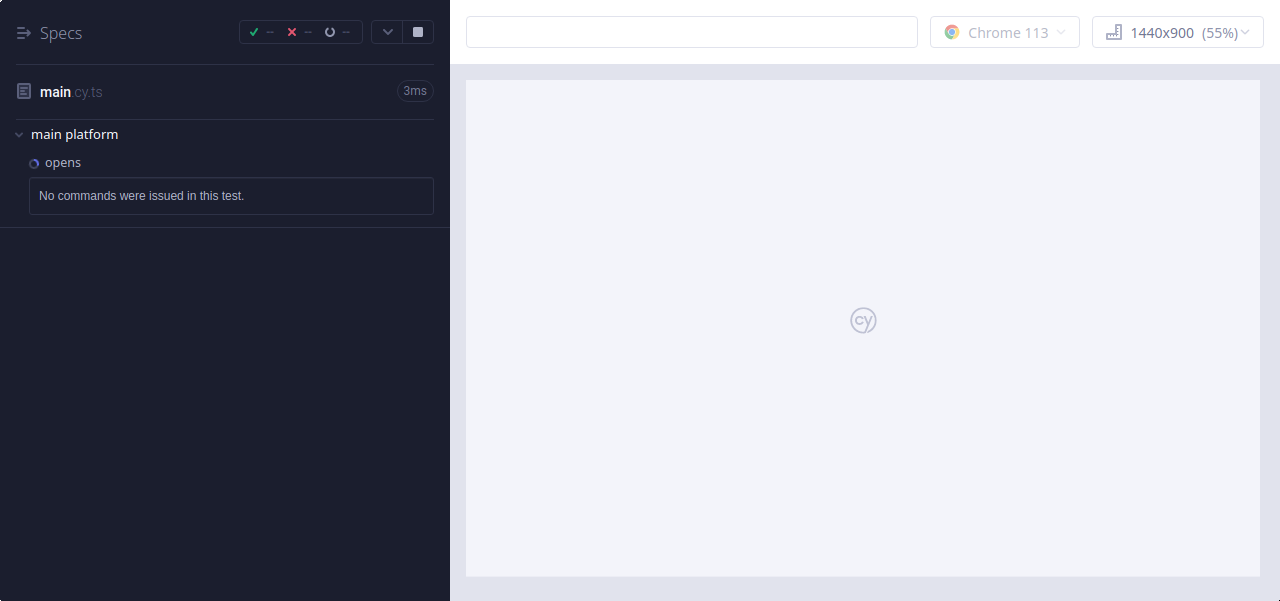 Specs
-- -- --
Chrome 113
1440x900 (55%)
main.cy.ts
3ms
main platform
opens
No commands were issued in this test.
cy